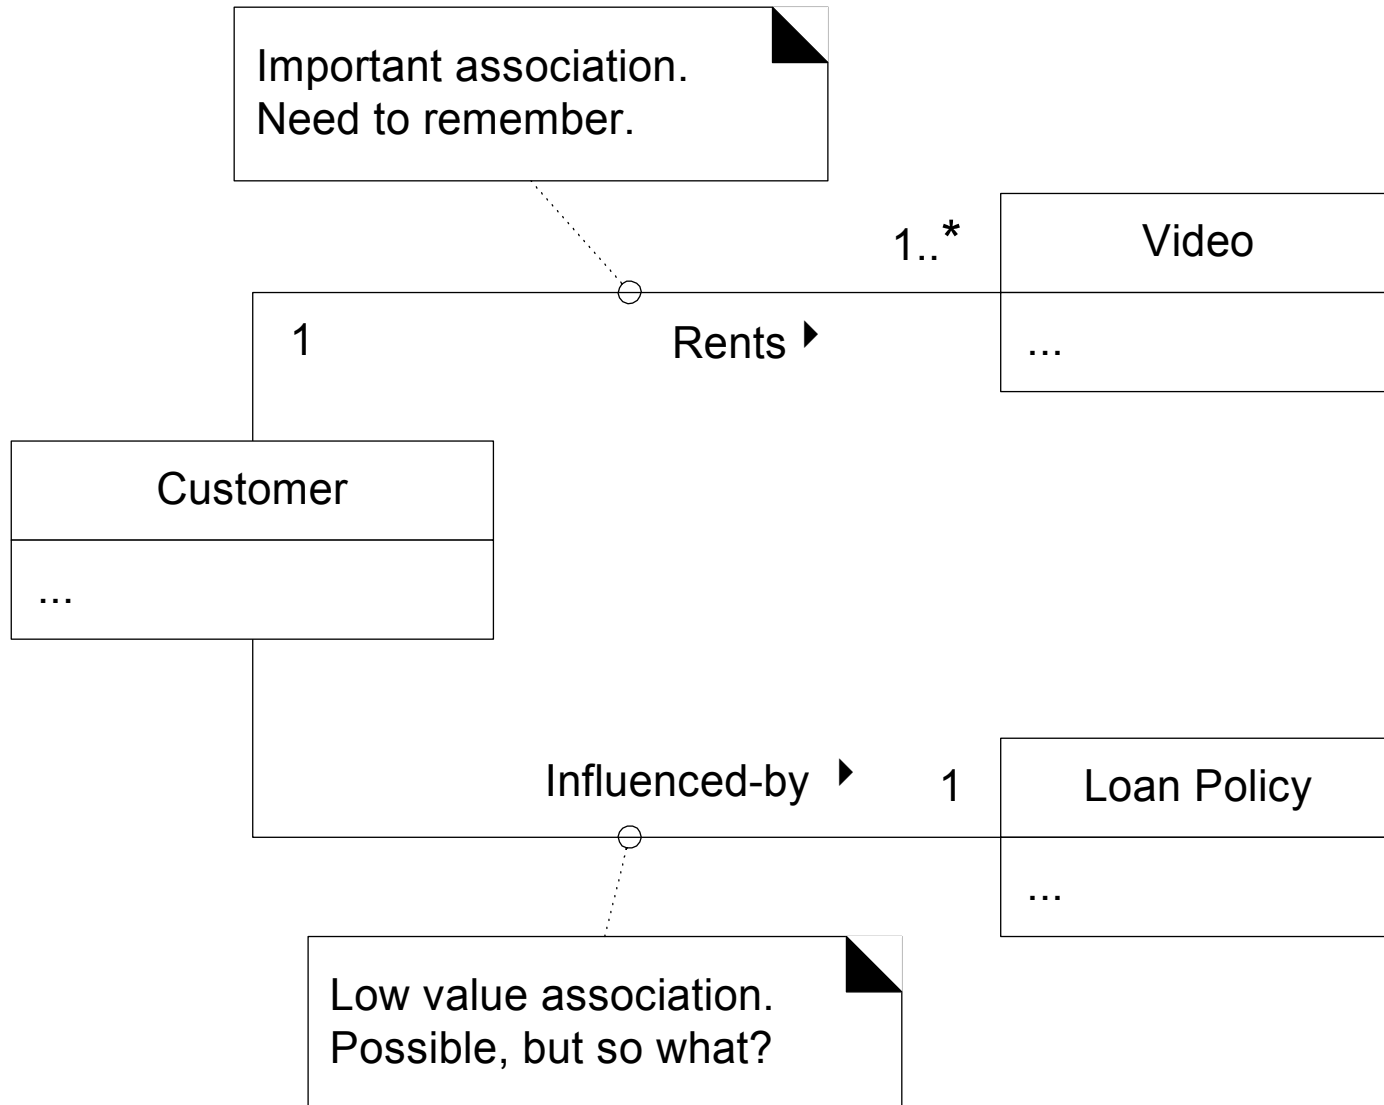 Important association.
Need to remember.
1..*
Video
1
Rents
...
Customer
...
Influenced-by
1
Loan Policy
...
Low value association.
Possible, but so what?